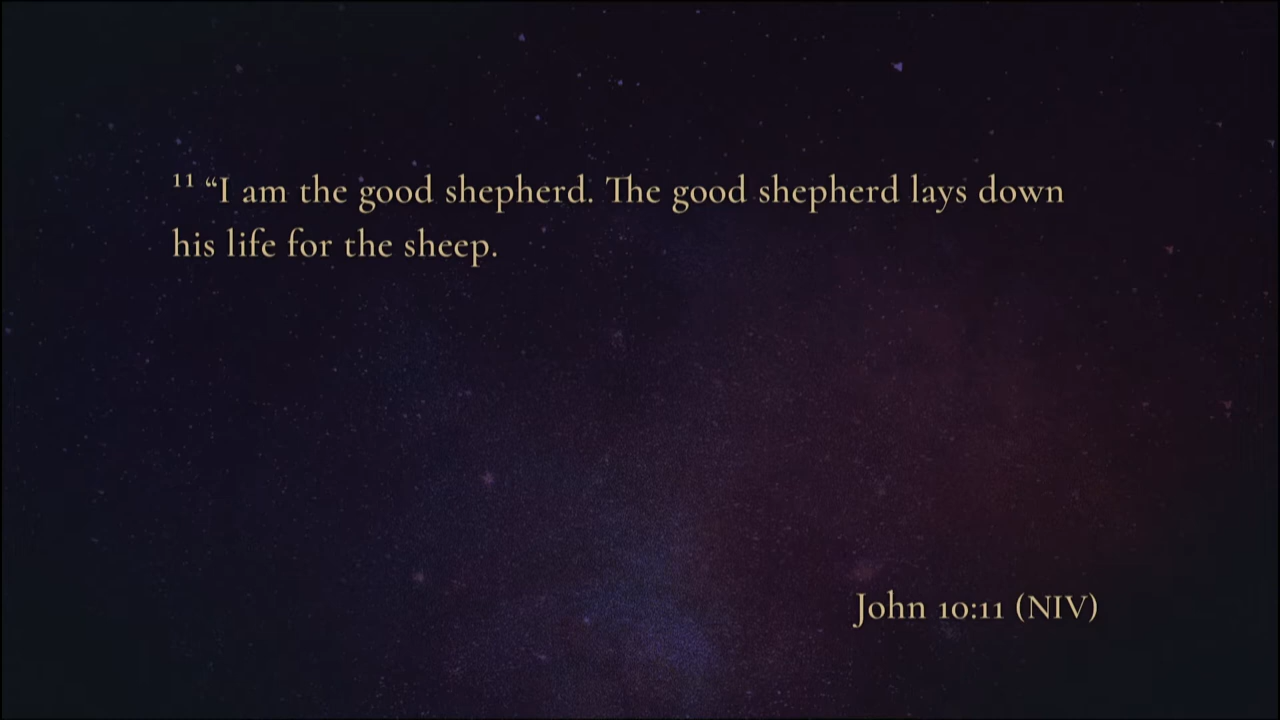 11 “I am the good shepherd. The good shepherd lays down
his life for the sheep.
John 10:11 (NIV)